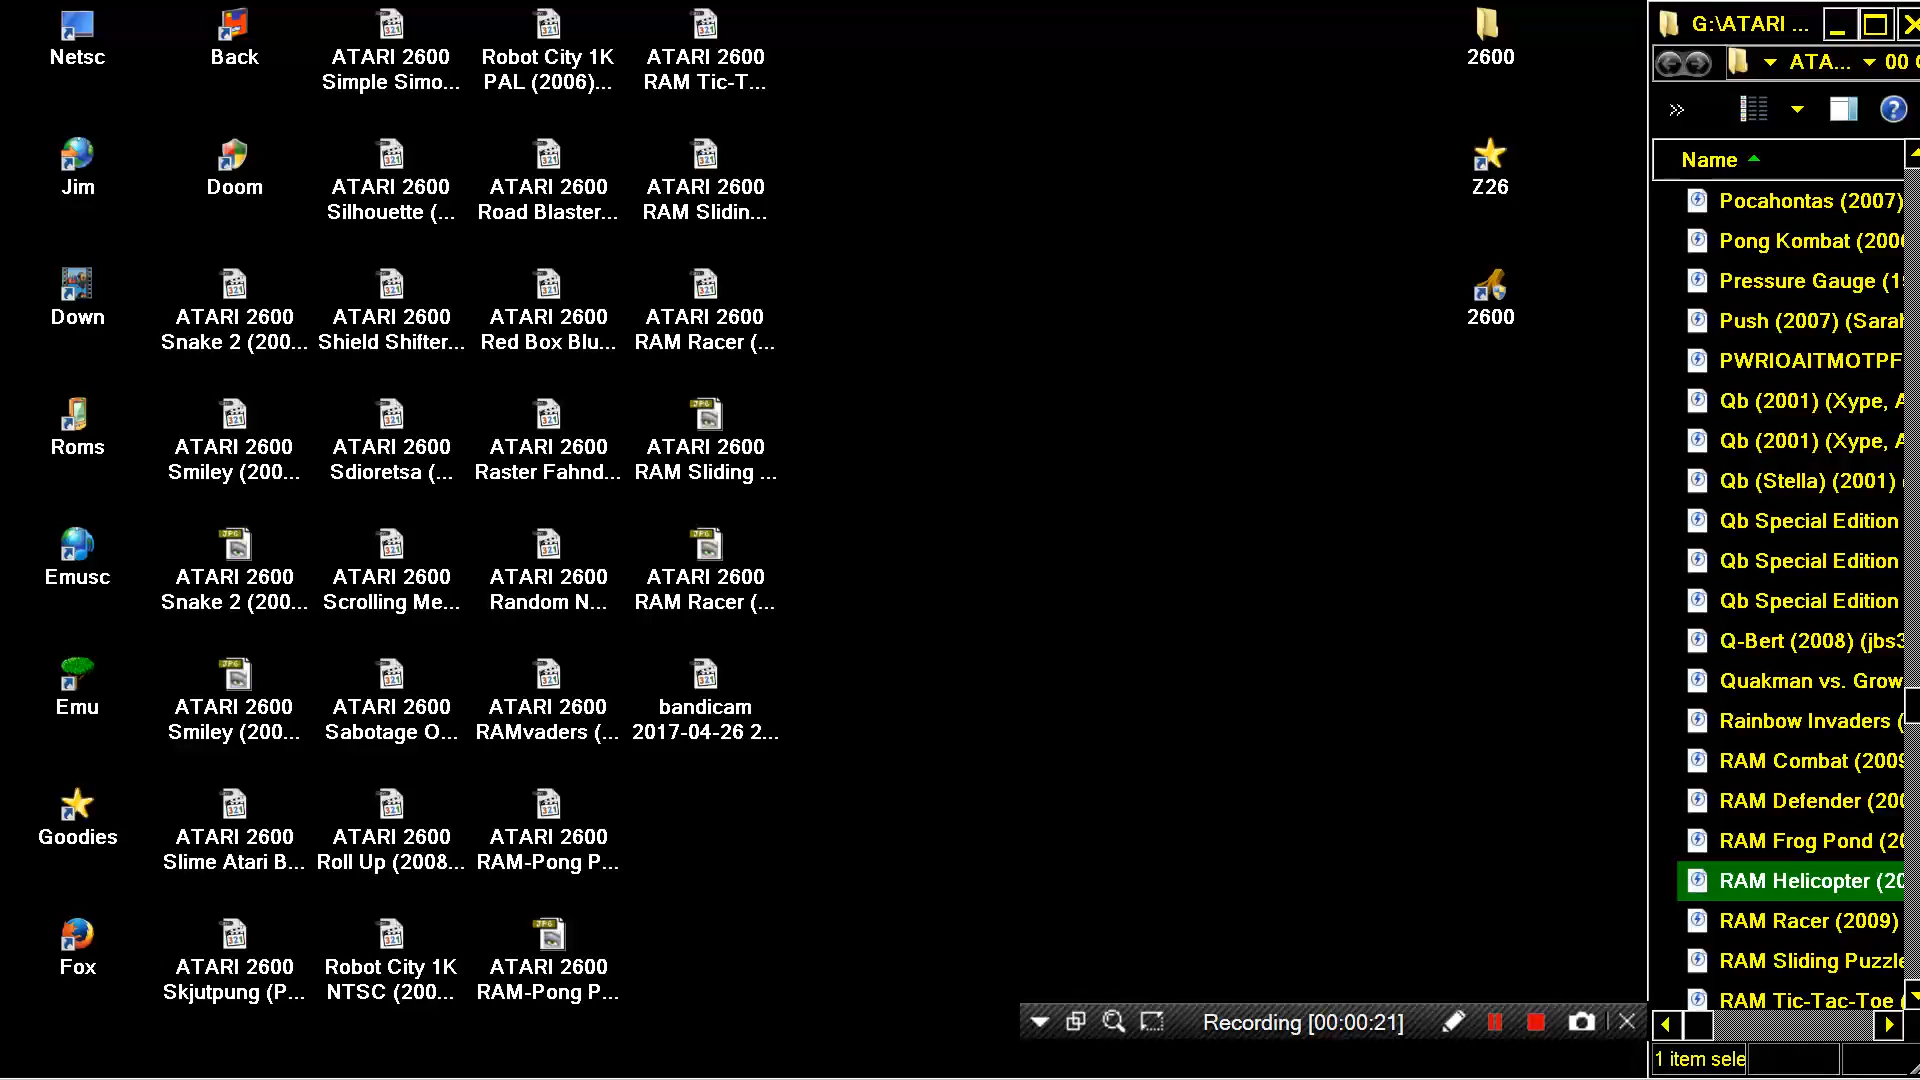 Netsc
Back
ATARI 2600
Simple Simo...
Robot City 1K
PAL (2006)...
ATARI 2600
RAM Tic-T...
2600
Jim
Doom
ATARI 2600
Silhouette (...
ATARI 2600
Road Blaster...
ATARI 2600
RAM Slidin...
Z26
Down
ATARI 2600
Snake 2 (200...
ATARI 2600
Shield Shifter...
ATARI 2600
Red Box Blu...
ATARI 2600
RAM Racer (...
2600
Roms
ATARI 2600
Smiley (200...
ATARI 2600
Sdioretsa (...
ATARI 2600
Raster Fahnd...
ATARI 2600
RAM Sliding ...
Emusc
ATARI 2600
Snake 2 (200...
ATARI 2600
Scrolling Me...
ATARI 2600
Random N...
ATARI 2600
RAM Racer (...
Emu
ATARI 2600
Smiley (200...
ATARI 2600
Sabotage O...
ATARI 2600
RAMvaders (...
bandicam
2017-04-26 2...
Goodies
ATARI 2600
Slime Atari B...
ATARI 2600
Roll Up (2008...
ATARI 2600
RAM-Pong P...
Fox
ATARI 2600
Skjutpung (P...
Robot City 1K
NTSC (200...
ATARI 2600
RAM-Pong P...
Recording [00:00:21]
G:\ATARI ...
ATA... 00
Name
Pocahontas (2007)
Pong Kombat (200
Pressure Gauge (1
Push (2007) (Sarah
PWRIOAITMOTPF
Qb (2001) (Xype, A
Qb (2001) (Xype, A
Qb (Stella) (2001) (
Qb Special Edition
Qb Special Edition
Qb Special Edition
Q-Bert (2008) (jbs3
Quakman vs. Grow
Rainbow Invaders (
RAM Combat (2009
RAM Defender (200
RAM Frog Pond (20
RAM Helicopter (20
RAM Racer (2009)
RAM Sliding Puzzle
RAM Tic-Tac-Toe (
1 item sele